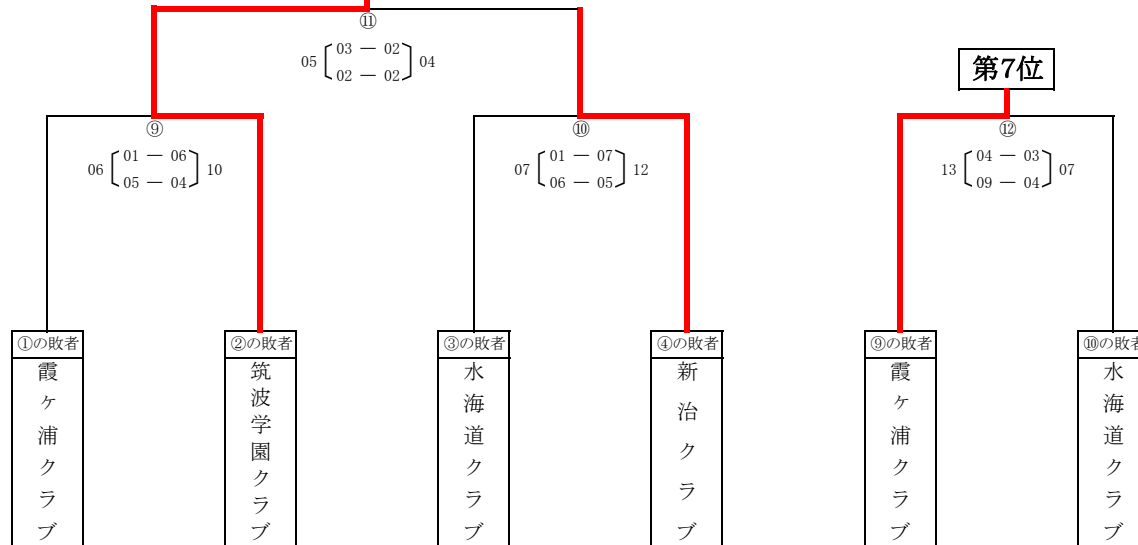 ⑪
05 03 — 02 04
02 — 02
第7位
⑨
06 01 — 06 10
05 — 04
⑩
07 01 — 07 12
06 — 05
⑫
13 04 — 03 07
09 — 04
①の敗者
霞ヶ浦クラブ
②の敗者
筑波学園クラブ
③の敗者
水海道クラブ
④の敗者
新治クラブ
⑨の敗者
霞ヶ浦クラブ
⑩の敗者
水海道クラブ